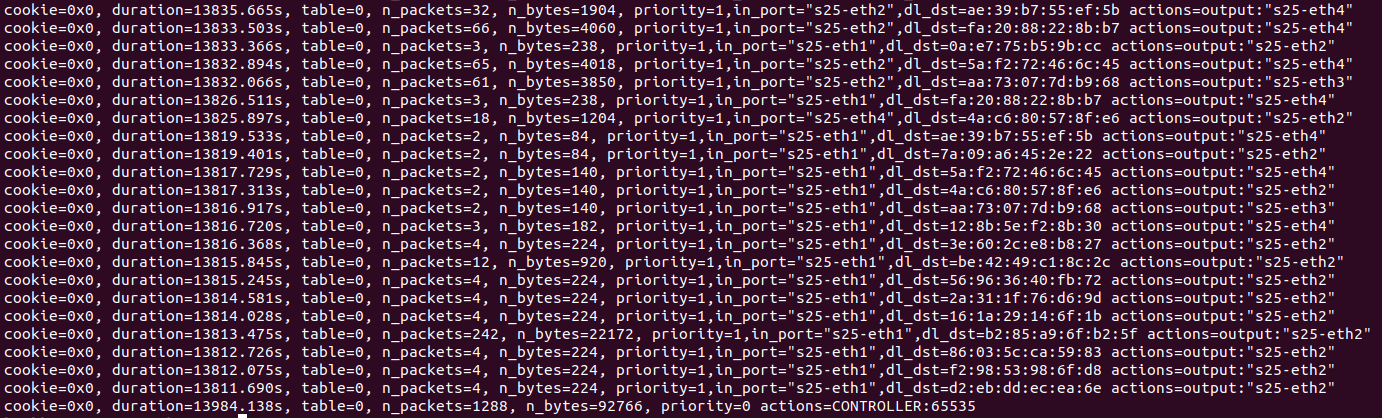 cookie=0x0, duration=13835.665s, table=0, n_packets=32, n_bytes=1904, priority=1,in_port="s25-eth2",dl_dst=ae:39:b7:55:ef:5b actions=output:"s25-eth4"
cookie=0x0, duration=13833.503s, table=0, n_packets=66, n_bytes=4060, priority=1,in_port="s25-eth2",dl_dst=fa:20:88:22:8b:b7 actions=output:"s25-eth4"
cookie=0x0, duration=13833.366s, table=0, n_packets=3, n_bytes=238, priority=1,in_port="s25-eth1",dl_dst=0a:e7:75:b5:9b:cc actions=output:"s25-eth2"
cookie=0x0, duration=13832.894s, table=0, n_packets=65, n_bytes=4018, priority=1,in_port="s25-eth2",dl_dst=5a:f2:72:46:6c:45 actions=output:"s25-eth4"
cookie=0x0, duration=13832.066s, table=0, n_packets=61, n_bytes=3850, priority=1,in_port="s25-eth2",dl_dst=aa:73:07:7d:b9:68 actions=output:"s25-eth3"
cookie=0x0, duration=13826.511s, table=0, n_packets=3, n_bytes=238, priority=1,in_port="s25-eth1",dl_dst=fa:20:88:22:8b:b7 actions=output:"s25-eth4"
cookie=0x0, duration=13825.897s, table=0, n_packets=18, n_bytes=1204, priority=1,in_port="s25-eth4",dl_dst=4a:c6:80:57:8f:e6 actions=output:"s25-eth2"
cookie=0x0, duration=13819.533s, table=0, n_packets=2, n_bytes=84, priority=1,in_port="s25-eth1",dl_dst=ae:39:b7:55:ef:5b actions=output:"s25-eth4"
cookie=0x0, duration=13819.401s, table=0, n_packets=2, n_bytes=84, priority=1,in_port="s25-eth1",dl_dst=7a:09:a6:45:2e:22 actions=output:"s25-eth2"
cookie=0x0, duration=13817.729s, table=0, n_packets=2, n_bytes=140, priority=1,in_port="s25-eth1",dl_dst=5a:f2:72:46:6c:45 actions=output:"s25-eth4"
cookie=0x0, duration=13817.313s, table=0, n_packets=2, n_bytes=140, priority=1,in_port="s25-eth1",dl_dst=4a:c6:80:57:8f:e6 actions=output:"s25-eth2"
cookie=0x0, duration=13816.917s, table=0, n_packets=2, n_bytes=140, priority=1,in_port="s25-eth1",dl_dst=aa:73:07:7d:b9:68 actions=output:"s25-eth3"
cookie=0x0, duration=13816.720s, table=0, n_packets=3, n_bytes=182, priority=1,in_port="s25-eth1",dl_dst=12:8b:5e:f2:8b:30 actions=output:"s25-eth4"
cookie=0x0, duration=13816.368s, table=0, n_packets=4, n_bytes=224, priority=1,in_port="s25-eth1",dl_dst=3e:60:2c:e8:b8:27 actions=output:"s25-eth2"
cookie=0x0, duration=13815.845s, table=0, n_packets=12, n_bytes=920, priority=1,in_port="s25-eth1",dl_dst=be:42:49:c1:8c:2c actions=output:"s25-eth2"
cookie=0x0, duration=13815.245s, table=0, n_packets=4, n_bytes=224, priority=1,in_port="s25-eth1",dl_dst=56:96:36:40:fb:72 actions=output:"s25-eth2"
cookie=0x0, duration=13814.581s, table=0, n_packets=4, n_bytes=224, priority=1,in_port="s25-eth1",dl_dst=2a:31:1f:76:d6:9d actions=output:"s25-eth2"
cookie=0x0, duration=13814.028s, table=0, n_packets=4, n_bytes=224, priority=1,in_port="s25-eth1",dl_dst=16:1a:29:14:6f:1b actions=output:"s25-eth2"
cookie=0x0, duration=13813.475s, table=0, n_packets=242, n_bytes=22172, priority=1,in_port="s25-eth1",dl_dst=b2:85:a9:6f:b2:5f actions=output:"s25-eth2"
cookie=0x0, duration=13812.726s, table=0, n_packets=4, n_bytes=224, priority=1,in_port="s25-eth1",dl_dst=86:03:5c:ca:59:83 actions=output:"s25-eth2"
cookie=0x0, duration=13812.075s, table=0, n_packets=4, n_bytes=224, priority=1,in_port="s25-eth1",dl_dst=f2:98:53:98:6f:d8 actions=output:"s25-eth2"
cookie=0x0, duration=13811.690s, table=0, n_packets=4, n_bytes=224, priority=1,in_port="s25-eth1",dl_dst=d2:eb:dd:ec:ea:6e actions=output:"s25-eth2"
cookie=0x0, duration=13984.138s, table=0, n_packets=1288, n_bytes=92766, priority=0 actions=CONTROLLER:65535